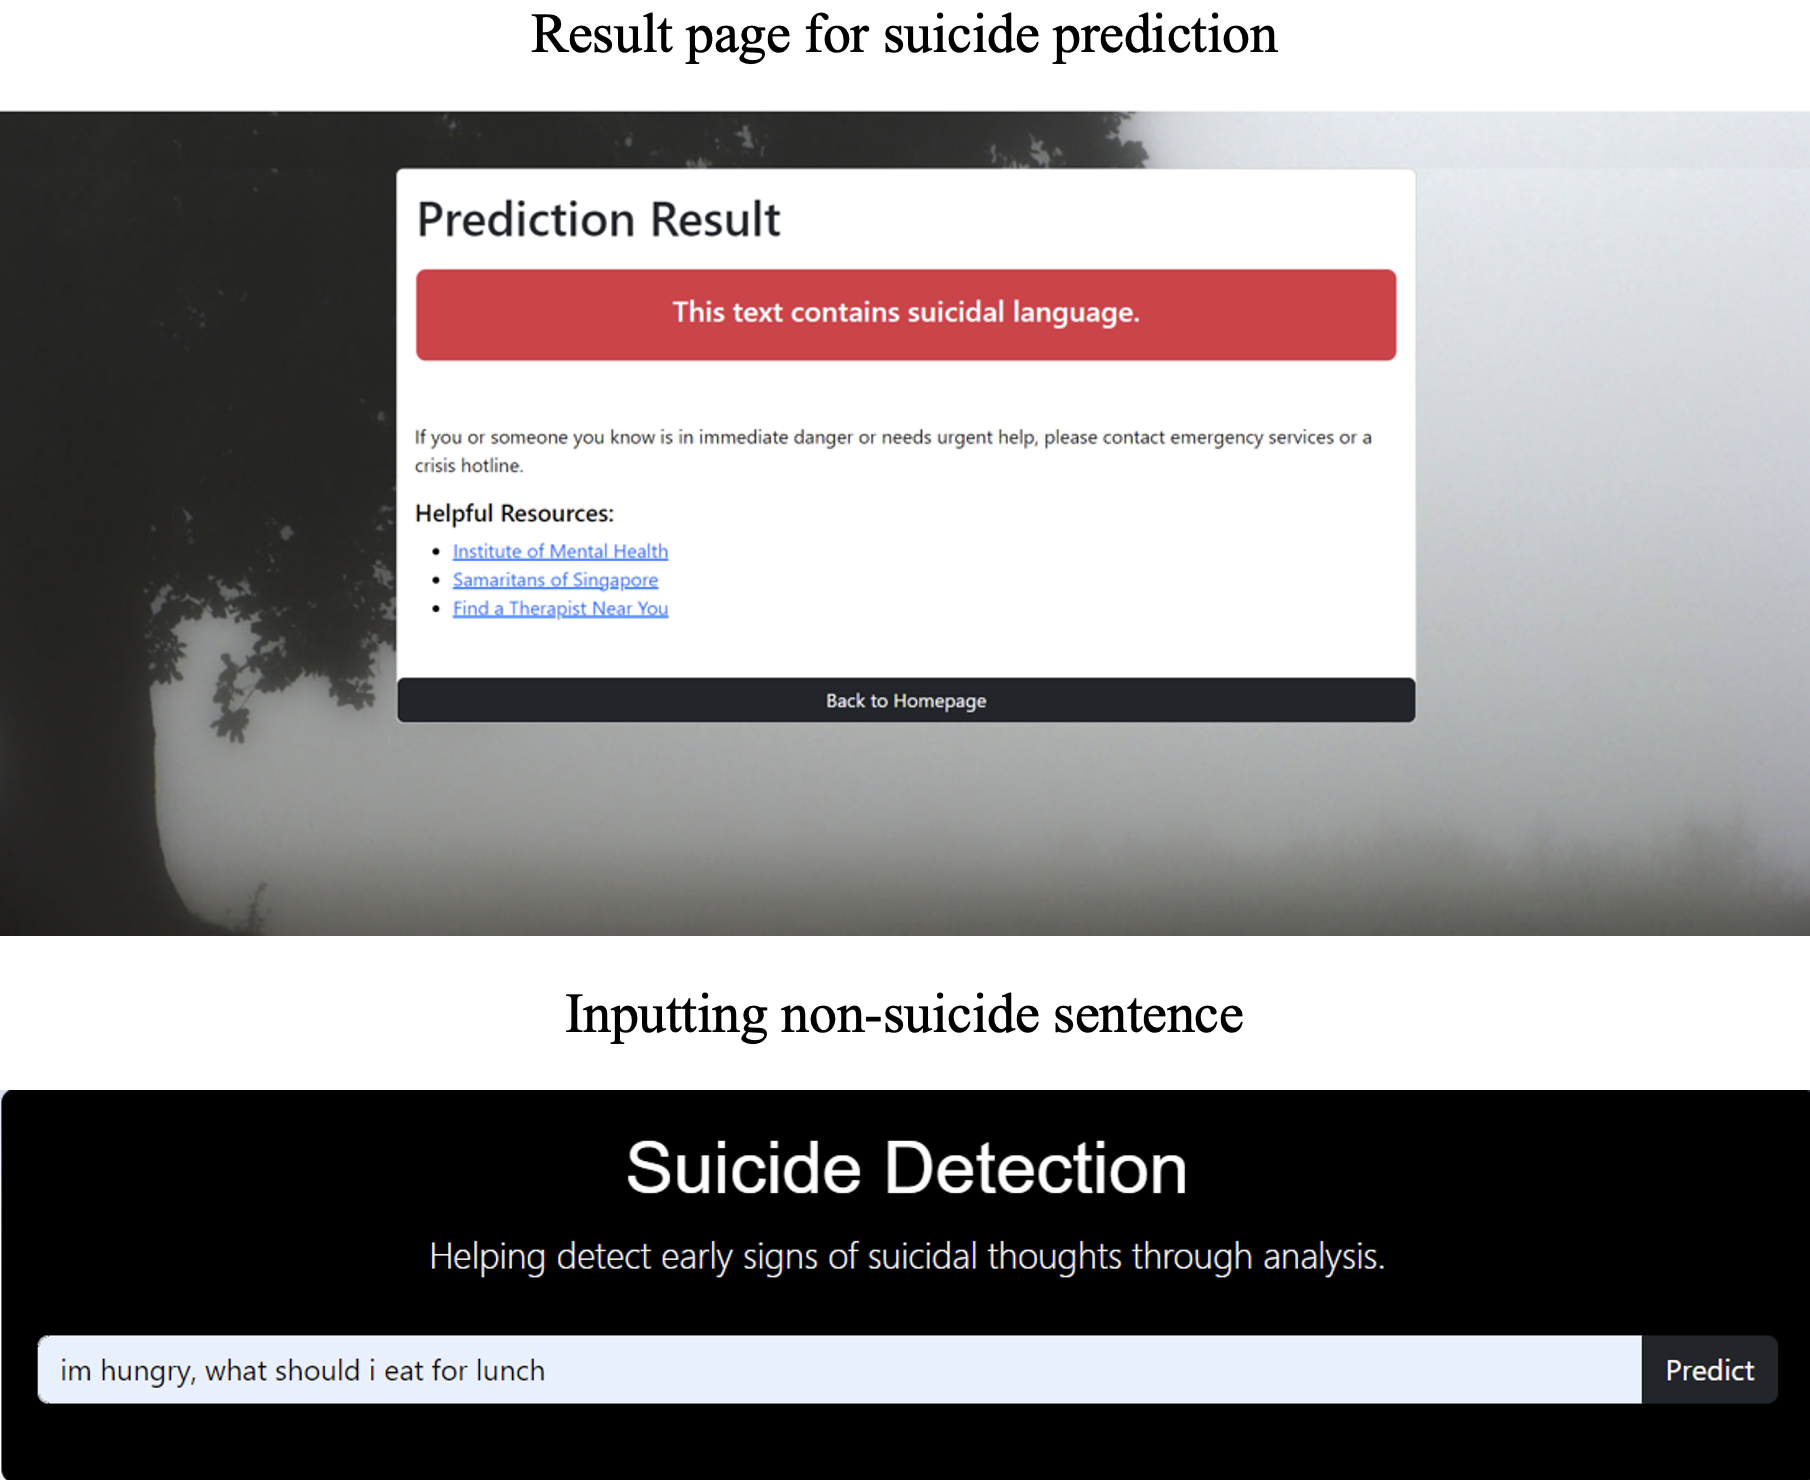 Result page for suicide prediction
Prediction Result
This text contains suicidal language.
If you or someone you know is in immediate danger or needs urgent help, please contact emergency services or a
crisis hotline.
Helpful Resources:
Institute of Mental Health
Samaritans of Singapore
Find a Therapist Near You
Back to Homepage
Inputting non-suicide sentence
Suicide Detection
Helping detect early signs of suicidal thoughts through analysis.
im hungry, what should i eat for lunch
Predict